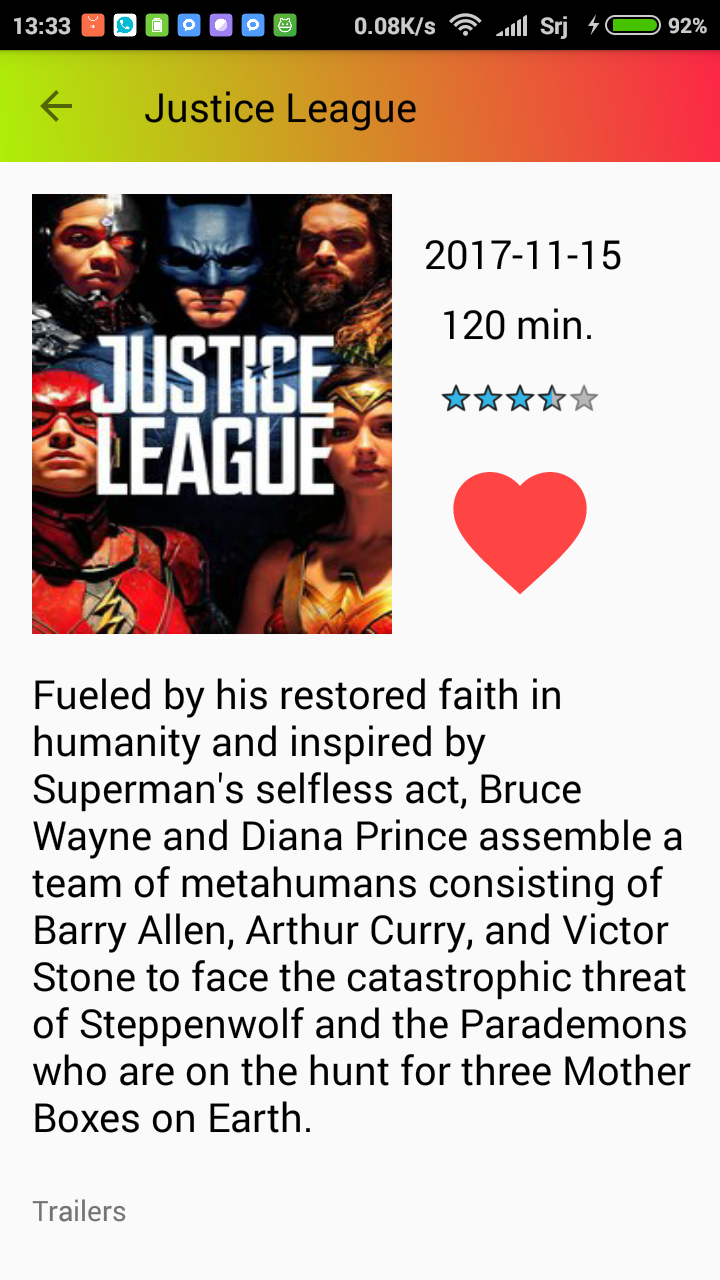 13:33 0.08K/s Srj 92%
Justice League
JUSTICE
LEAGUE
2017-11-15
120 min.
Fueled by his restored faith in
humanity and inspired by
Superman's selfless act, Bruce
Wayne and Diana Prince assemble a
team of metahumans consisting of
Barry Allen, Arthur Curry, and Victor
Stone to face the catastrophic threat
of Steppenwolf and the Parademons
who are on the hunt for three Mother
Boxes on Earth.
Trailers